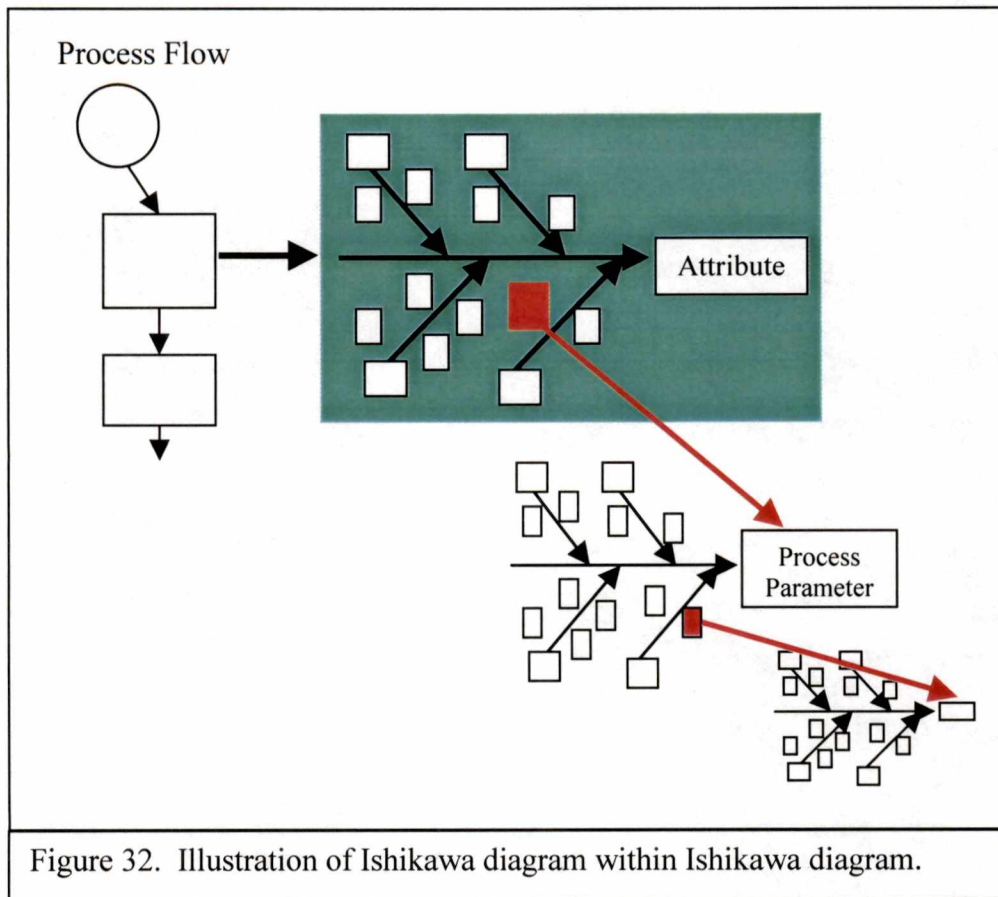 Process Flow
Attribute
Process
Parameter
Figure 32.  Illustration of Ishikawa diagram within Ishikawa diagram.